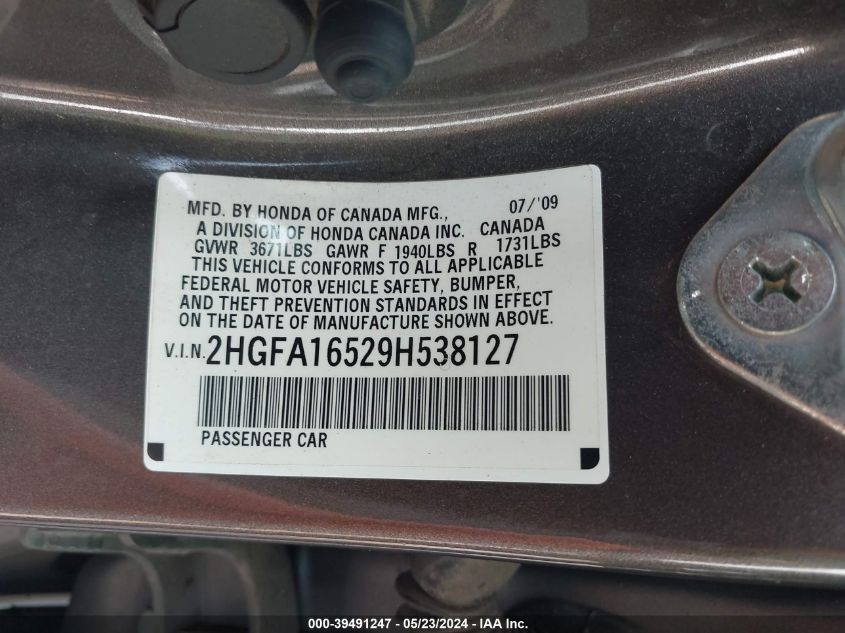 MFD. BY HONDA OF CANADA MFG., 07/'09
A DIVISION OF HONDA CANADA INC. CANADA
GVWR 3671LBS GAWR F 1940LBS R 1731LBS
THIS VEHICLE CONFORMS TO ALL APPLICABLE
FEDERAL MOTOR VEHICLE SAFETY, BUMPER,
AND THEFT PREVENTION STANDARDS IN EFFECT
ON THE DATE OF MANUFACTURE SHOWN ABOVE.
V.I.N. 2HGFA16529H538127
PASSENGER CAR
000-39491247 - 05/23/2024 - IAAI Inc.